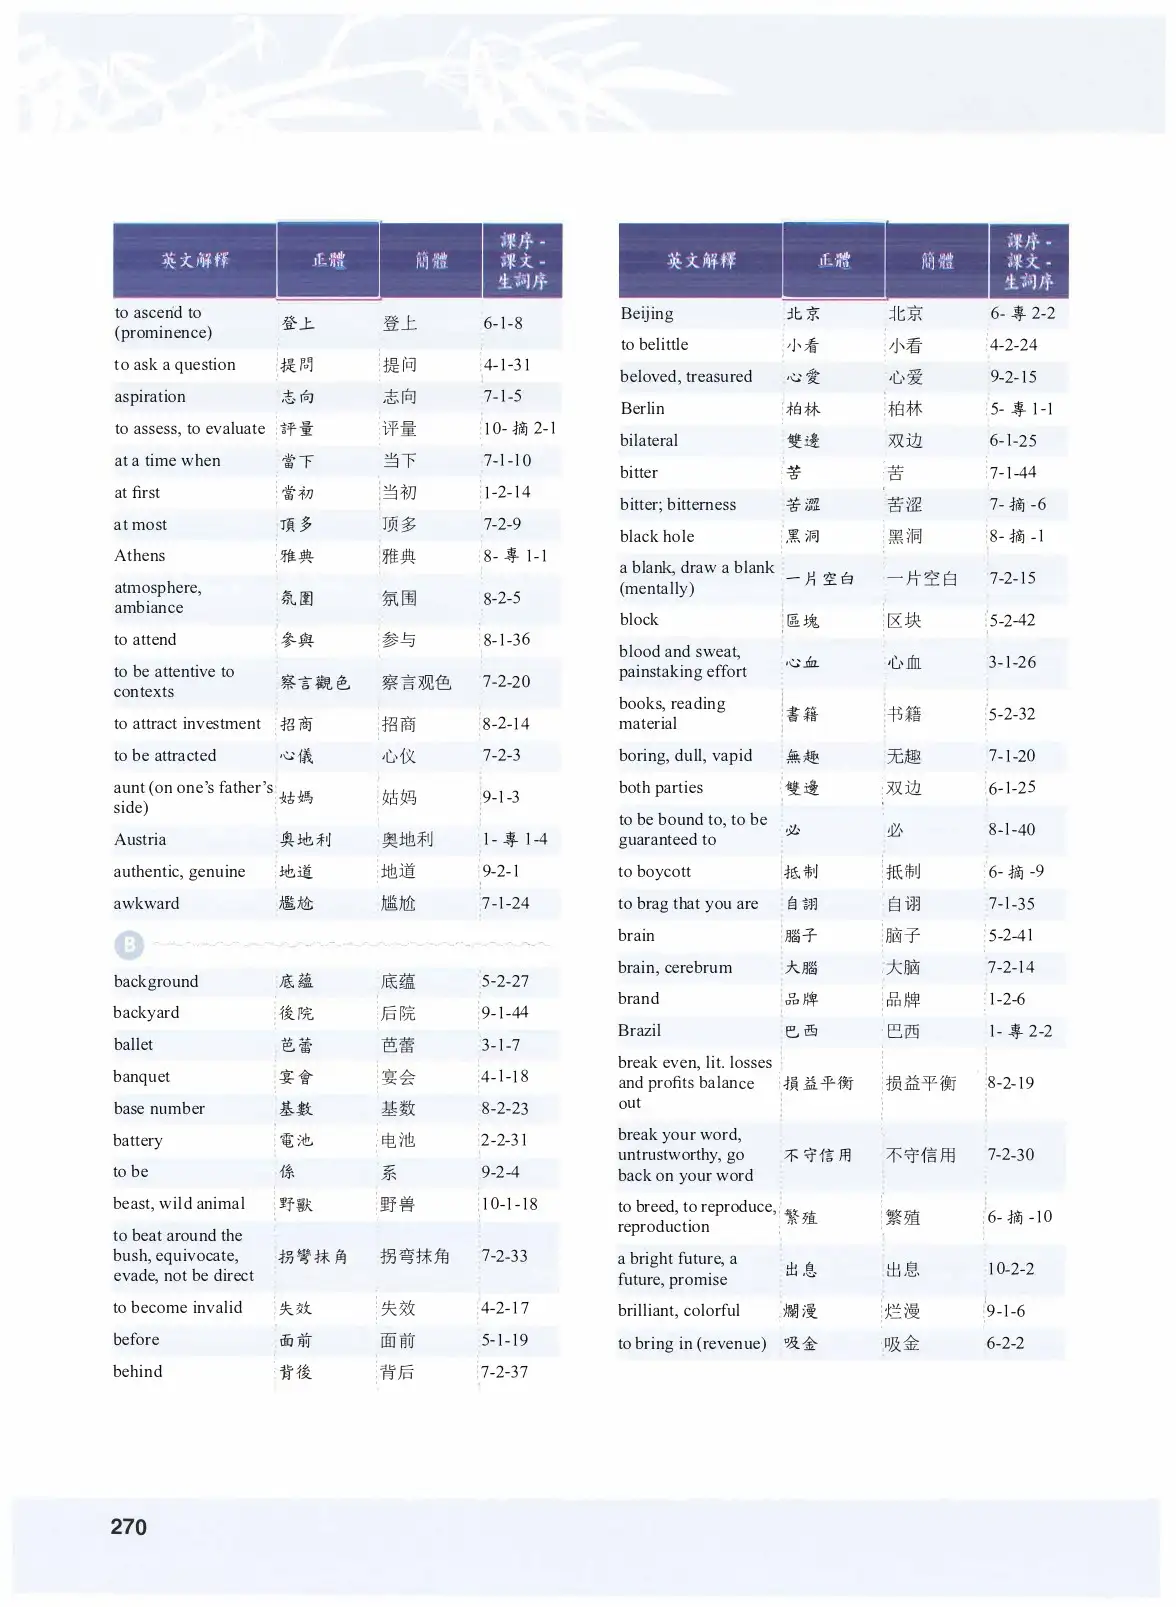 英文解釋 正體 簡體 課序 - 課文 - 生詞序
to ascend to (prominence) 登上 登上 6-1-8
to ask a question 提問 提问 4-1-31
aspiration 志向 志向 7-1-5
to assess, to evaluate 評量 评量 10- 摘 2-1
at a time when 當下 当下 7-1-10
at first 當初 当初 1-2-14
at most 頂多 顶多 7-2-9
Athens 雅典 雅典 8- 專 1-1
atmosphere, ambiance 氛圍 氛围 8-2-5
to attend 參與 参与 8-1-36
to be attentive to contexts 察言觀色 察言观色 7-2-20
to attract investment 招商 招商 8-2-14
to be attracted 心儀 心仪 7-2-3
aunt (on one's father's side) 姑媽 姑妈 9-1-3
Austria 奧地利 奥地利 1- 專 1-4
authentic, genuine 地道 地道 9-2-1
awkward 尷尬 尴尬 7-1-24
B
background 底蘊 底蕴 5-2-27
backyard 後院 后院 9-1-44
ballet 芭蕾 芭蕾 3-1-7
banquet 宴會 宴会 4-1-18
base number 基數 基数 8-2-23
battery 電池 电池 2-2-31
to be 係 系 9-2-4
beast, wild animal 野獸 野兽 10-1-18
to beat around the bush, equivocate, evade, not be direct 拐彎抹角 拐弯抹角 7-2-33
to become invalid 失效 失效 4-2-17
before 面前 面前 5-1-19
behind 背後 背后 7-2-37
英文解釋 正體 簡體 課序 - 課文 - 生詞序
Beijing 北京 北京 6- 專 2-2
to belittle 小看 小看 4-2-24
beloved, treasured 心愛 心爱 9-2-15
Berlin 柏林 柏林 5- 專 1-1
bilateral 雙邊 双边 6-1-25
bitter 苦 苦 7-1-44
bitter; bitterness 苦澀 苦涩 7- 摘 -6
black hole 黑洞 黑洞 8- 摘 -1
a blank, draw a blank (mentally) 一片空白 一片空白 7-2-15
block 區塊 区块 5-2-42
blood and sweat, painstaking effort 心血 心血 3-1-26
books, reading material 書籍 书籍 5-2-32
boring, dull, vapid 無趣 无趣 7-1-20
both parties 雙邊 双边 6-1-25
to be bound to, to be guaranteed to 必 必 8-1-40
to boycott 抵制 抵制 6- 摘 -9
to brag that you are 自詡 自诩 7-1-35
brain 腦子 脑子 5-2-41
brain, cerebrum 大腦 大脑 7-2-14
brand 品牌 品牌 1-2-6
Brazil 巴西 巴西 1- 專 2-2
break even, lit. losses and profits balance out 損益平衡 损益平衡 8-2-19
break your word, untrustworthy, go back on your word 不守信用 不守信用 7-2-30
to breed, to reproduce, reproduction 繁殖 繁殖 6- 摘 -10
a bright future, a future, promise 出息 出息 10-2-2
brilliant, colorful 爛漫 烂漫 9-1-6
to bring in (revenue) 吸金 吸金 6-2-2
270